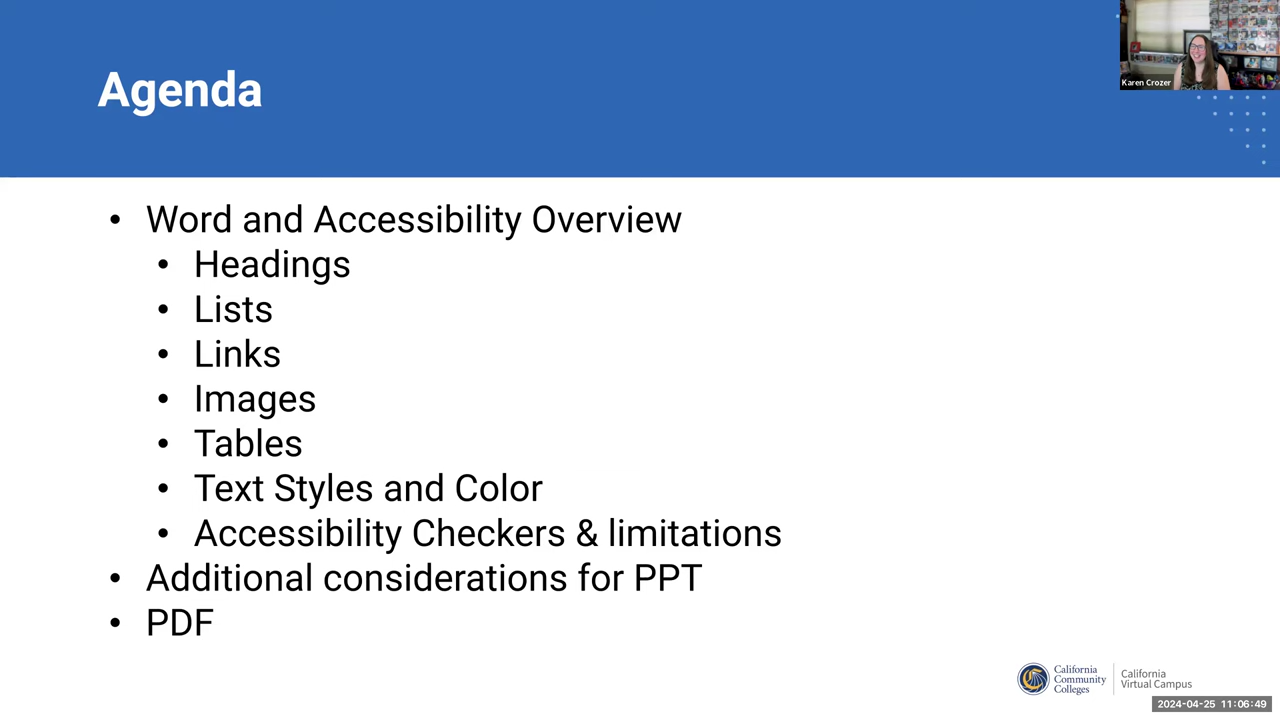 Agenda
Karen Crozer
• Word and Accessibility Overview
• Headings
• Lists
• Links
• Images
• Tables
• Text Styles and Color
• Accessibility Checkers & limitations
• Additional considerations for PPT
• PDF
California
Community
Colleges
California
Virtual Campus
2024-04-25 11:06:49